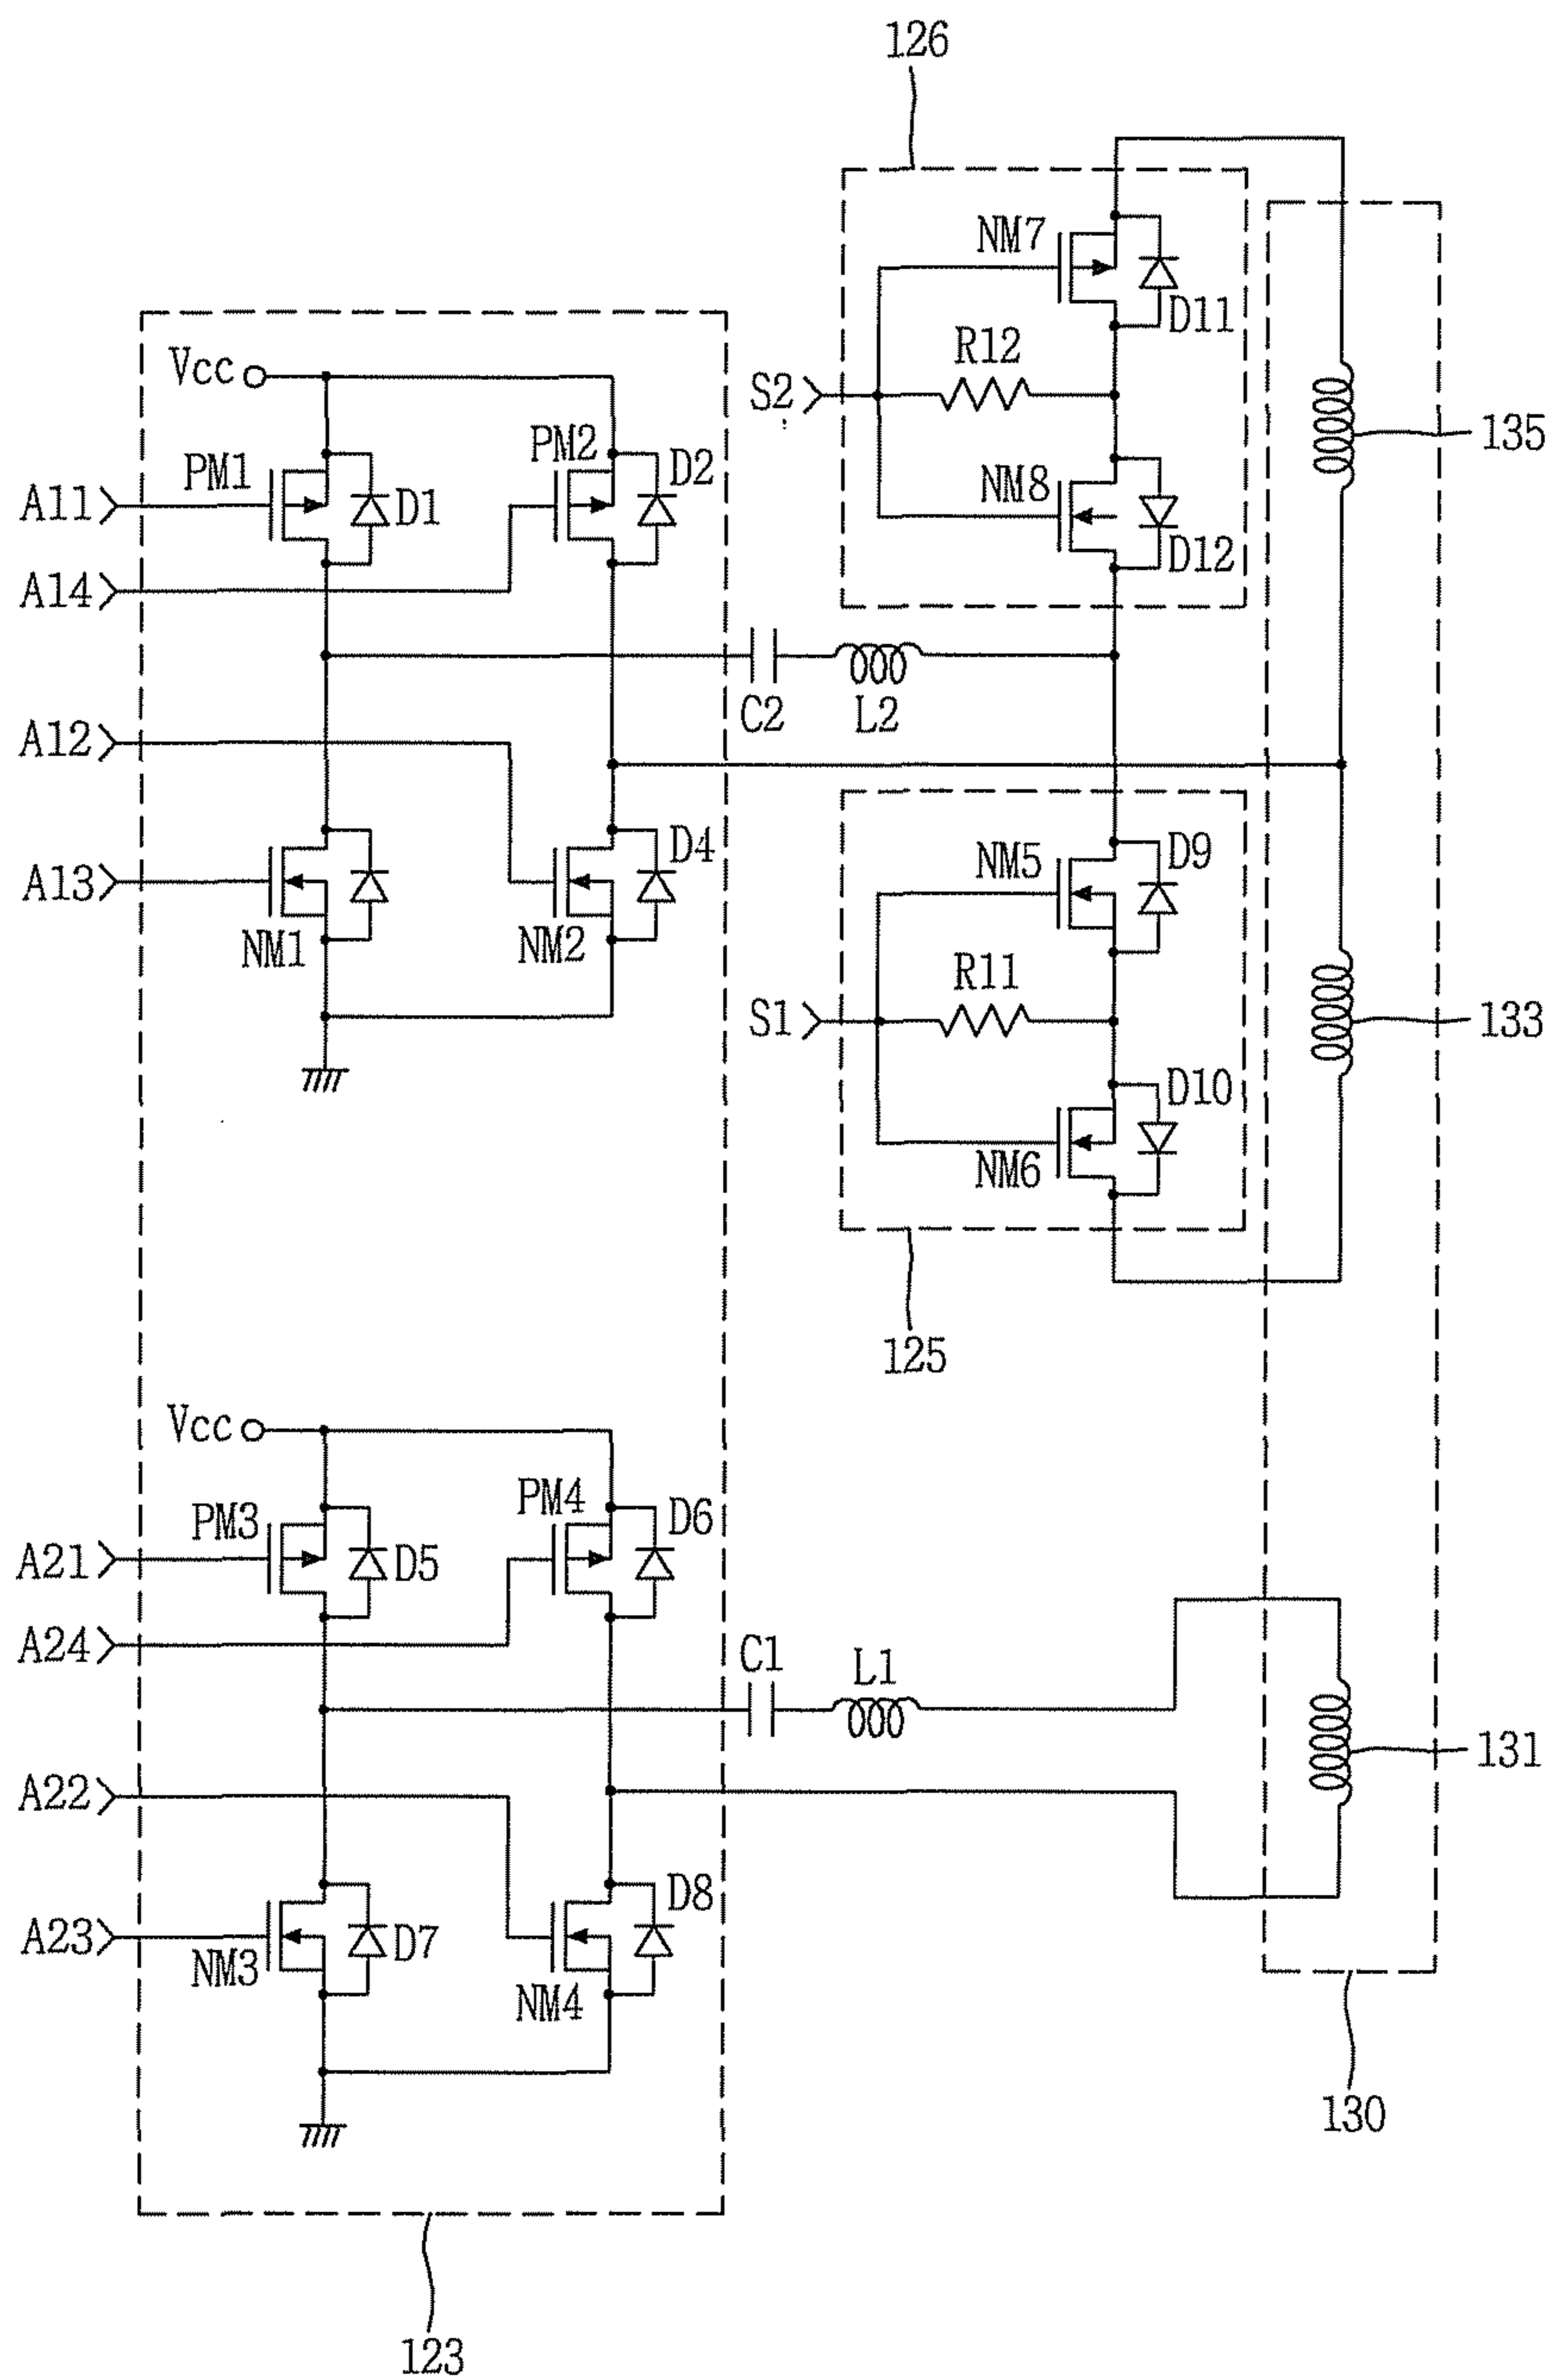 126
NM7
D11
R12
S2
NM8
D12
135
Vcc
PM1
PM2
D2
A11
D1
A14
C2
L2
A12
A13
D4
NM1
NM2
NM5
D9
R11
S1
133
D10
NM6
125
Vcc
PM3
PM4
D6
A21
D5
A24
C1
L1
131
A22
A23
D7
D8
NM3
NM4
130
123